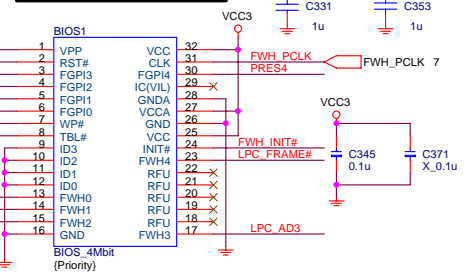 C331
1u
C353
1u
VCC3
BIOS1
1 VPP VCC 32
2 RST# CLK 31 FWH_PCLK FWH_PCLK 7
3 FGPI3 FGPI4 30 PRES4
4 FGPI2 IC(VIL) 29
5 FGPI1 GNDA 28
6 FGPI0 VCCA 27
7 WP# GND 26
8 TBL# VCC 25
9 ID3 INIT# 24 FWH_INIT#
10 ID2 FWH4 23 LPC_FRAME#
11 ID1 RFU 22
12 ID0 RFU 21
13 FWH0 RFU 20
14 FWH1 RFU 19
15 FWH2 RFU 18
16 GND FWH3 17 LPC_AD3
BIOS_4Mbit
{Priority}
VCC3
C345
0.1u
C371
X_0.1u